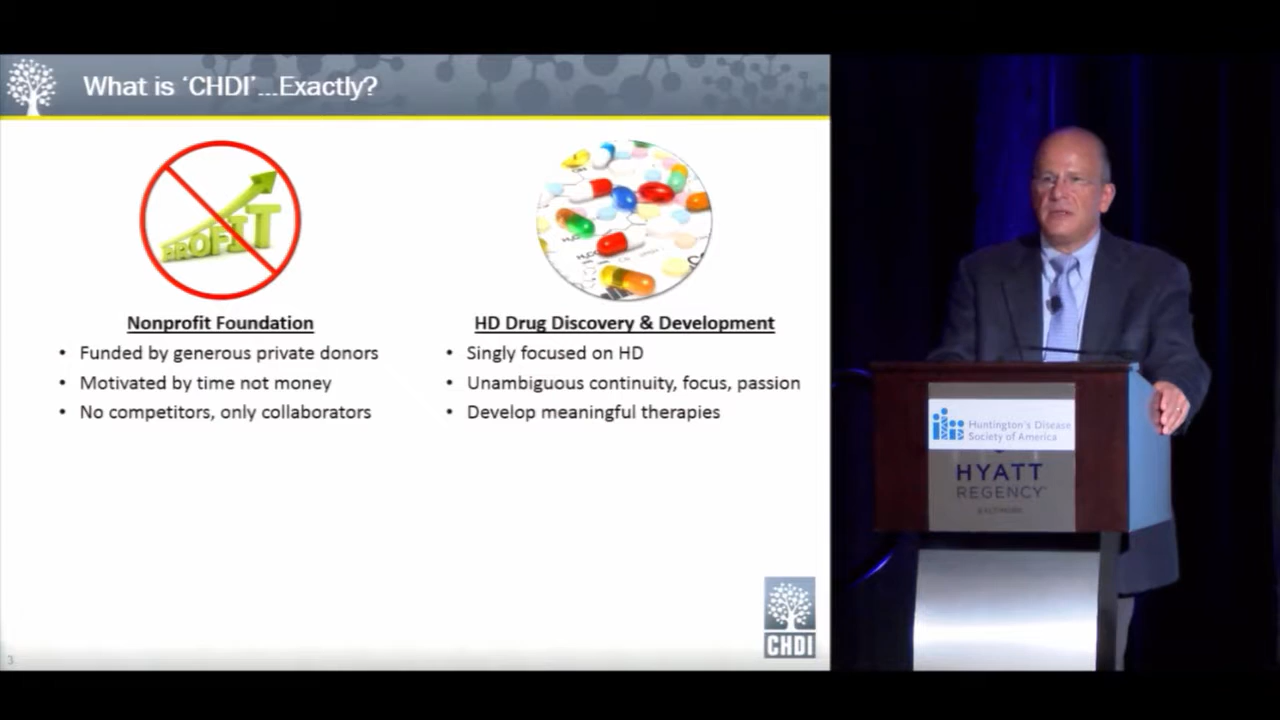 What is ‘CHDI’...Exactly?
PROFIT
Nonprofit Foundation
• Funded by generous private donors
• Motivated by time not money
• No competitors, only collaborators
HD Drug Discovery & Development
• Singly focused on HD
• Unambiguous continuity, focus, passion
• Develop meaningful therapies
3
CHDI
Huntington's Disease
Society of America
HYATT
REGENCY
BALTIMORE